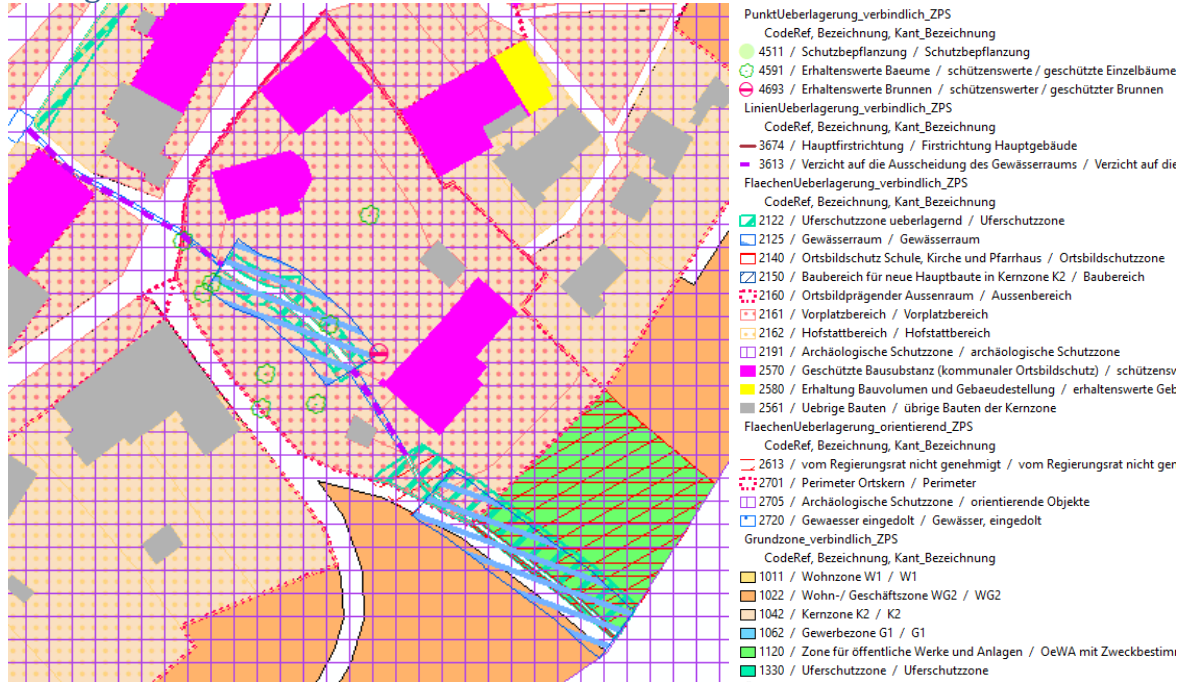 PunktUeberlagerung_verbindlich_ZPS
CodeRef, Bezeichnung, Kant_Bezeichnung
4511 / Schutzbepflanzung / Schutzbepflanzung
4591 / Erhaltenswerte Baeume / schützenswerte / geschützte Einzelbäume
4693 / Erhaltenswerte Brunnen / schützenswerter / geschützter Brunnen
LinienUeberlagerung_verbindlich_ZPS
CodeRef, Bezeichnung, Kant_Bezeichnung
3674 / Hauptfirstrichtung / Firstrichtung Hauptgebäude
3613 / Verzicht auf die Ausscheidung des Gewässerraums / Verzicht auf die
FlaechenUeberlagerung_verbindlich_ZPS
CodeRef, Bezeichnung, Kant_Bezeichnung
2122 / Uferschutzzone ueberlagernd / Uferschutzzone
2125 / Gewässerraum / Gewässerraum
2140 / Ortsbildschutz Schule, Kirche und Pfarrhaus / Ortsbildschutzzone
2150 / Baubereich für neue Hauptbaute in Kernzone K2 / Baubereich
2160 / Ortsbildprägender Aussenraum / Aussenbereich
2161 / Vorplatzbereich / Vorplatzbereich
2162 / Hofstattbereich / Hofstattbereich
2191 / Archäologische Schutzzone / archäologische Schutzzone
2570 / Geschützte Bausubstanz (kommunaler Ortsbildschutz) / schützensw
2580 / Erhaltung Bauvolumen und Gebaeudestellung / erhaltenswerte Geb
2561 / Uebrige Bauten / übrige Bauten der Kernzone
FlaechenUeberlagerung_orientierend_ZPS
CodeRef, Bezeichnung, Kant_Bezeichnung
2613 / vom Regierungsrat nicht genehmigt / vom Regierungsrat nicht ger
2701 / Perimeter Ortskern / Perimeter
2705 / Archäologische Schutzzone / orientierende Objekte
2720 / Gewaesser eingedolt / Gewässer, eingedolt
Grundzone_verbindlich_ZPS
CodeRef, Bezeichnung, Kant_Bezeichnung
1011 / Wohnzone W1 / W1
1022 / Wohn-/ Geschäftszone WG2 / WG2
1042 / Kernzone K2 / K2
1062 / Gewerbezone G1 / G1
1120 / Zone für öffentliche Werke und Anlagen / OeWA mit Zweckbestimm
1330 / Uferschutzzone / Uferschutzzone